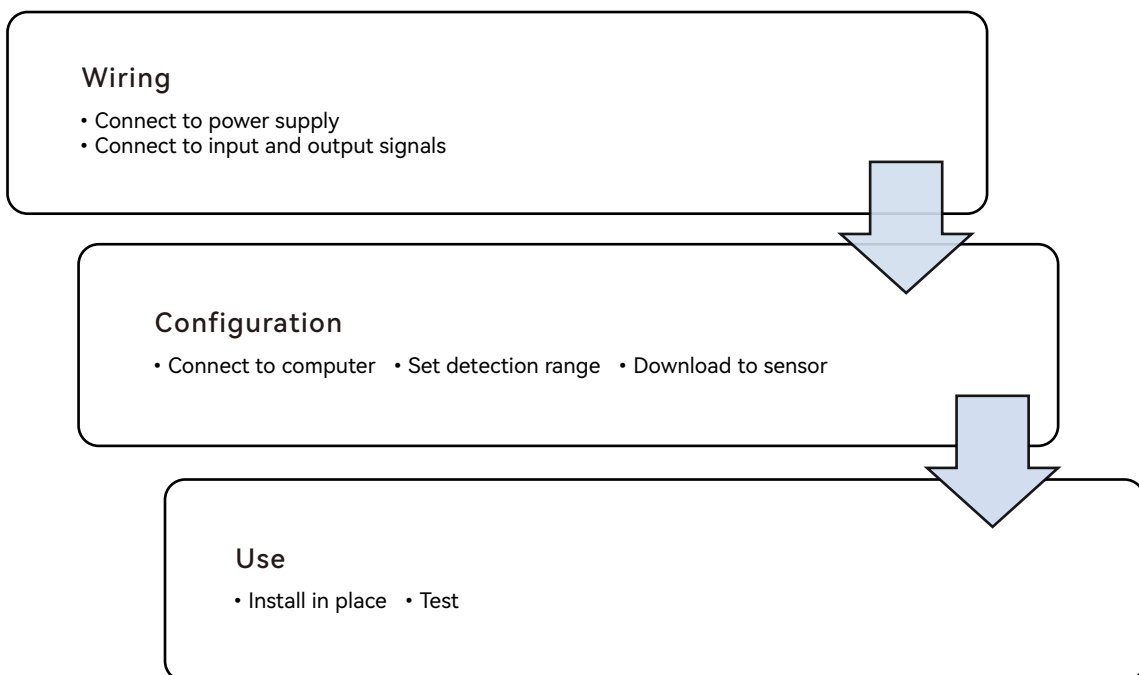 Wiring
• Connect to power supply
• Connect to input and output signals
Configuration
• Connect to computer • Set detection range • Download to sensor
Use
• Install in place • Test